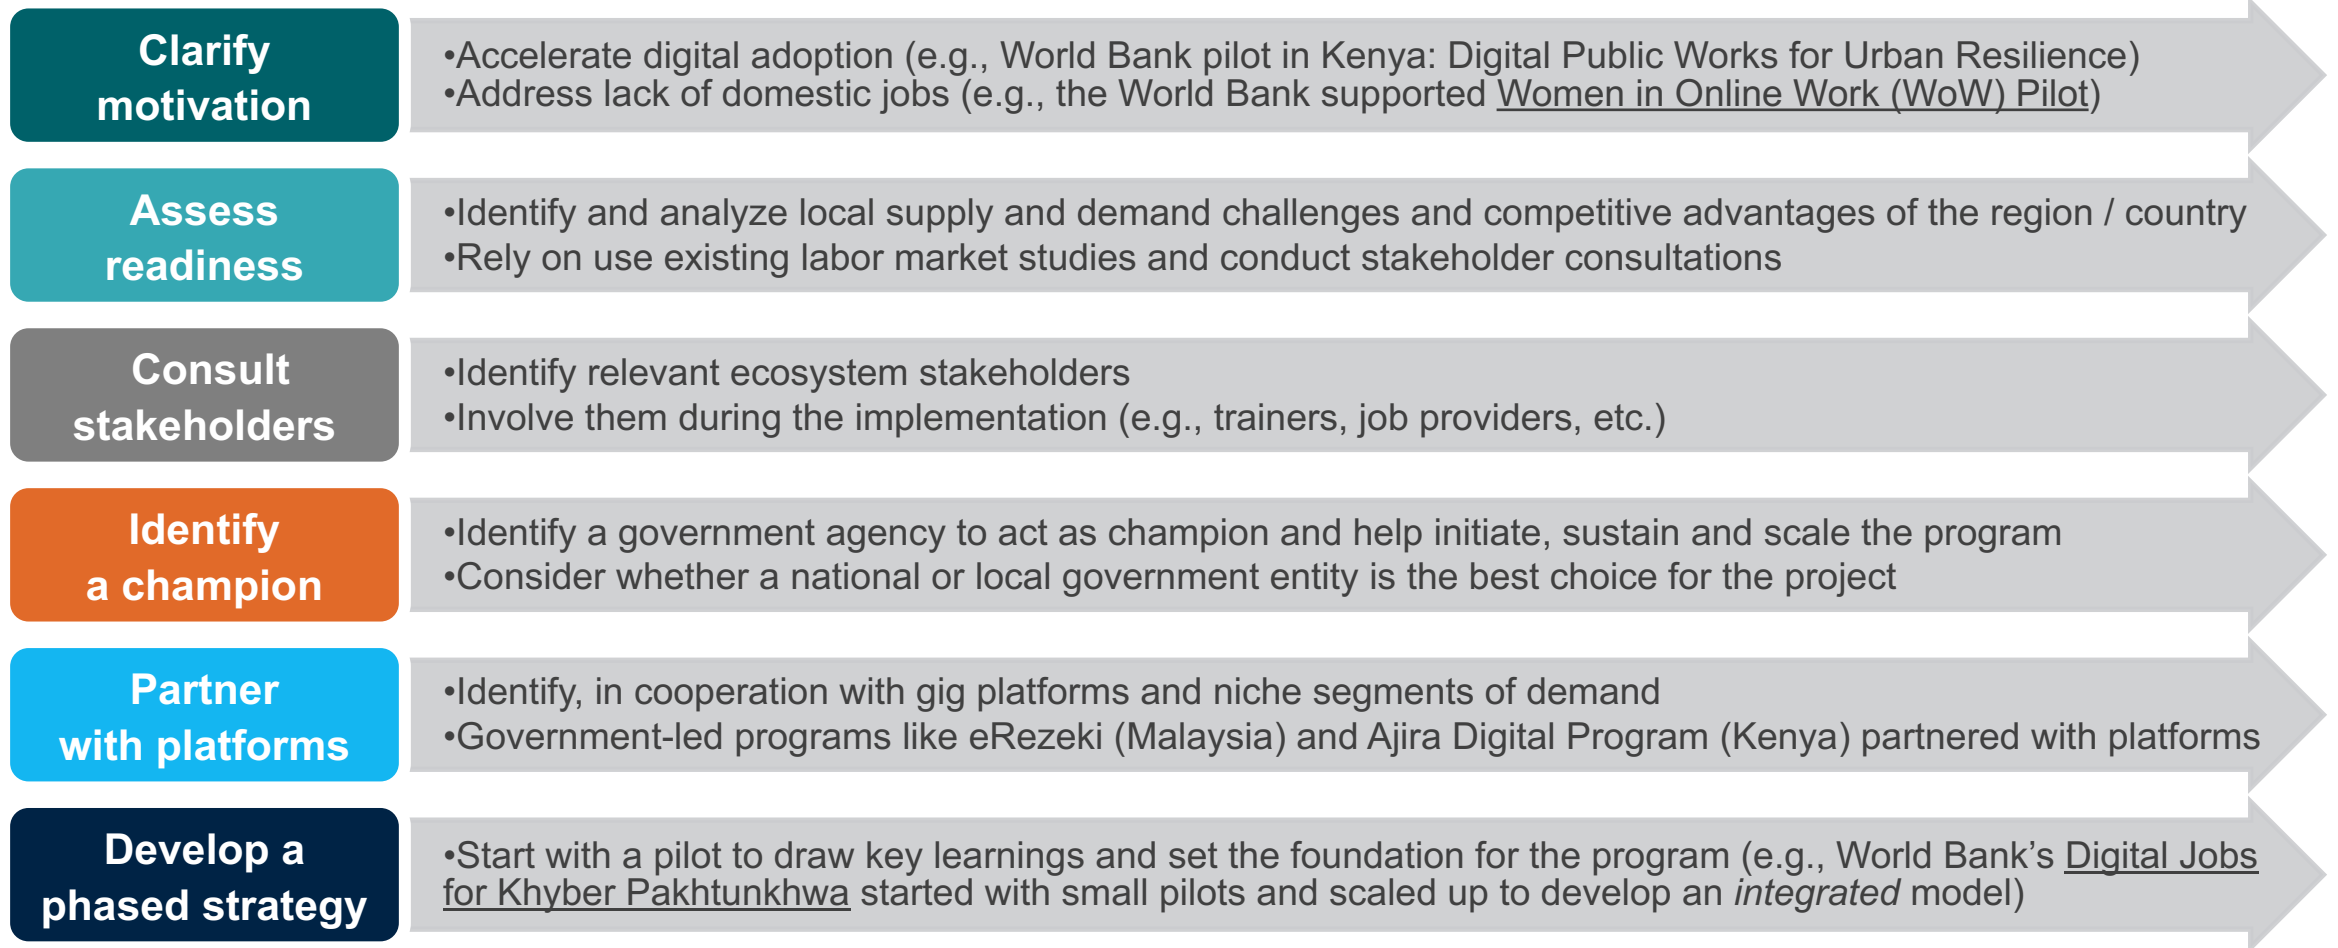 Clarify
motivation
•Accelerate digital adoption (e.g., World Bank pilot in Kenya: Digital Public Works for Urban Resilience)
•Address lack of domestic jobs (e.g., the World Bank supported Women in Online Work (WoW) Pilot)
Assess
readiness
•Identify and analyze local supply and demand challenges and competitive advantages of the region / country
•Rely on use existing labor market studies and conduct stakeholder consultations
Consult
stakeholders
•Identify relevant ecosystem stakeholders
•Involve them during the implementation (e.g., trainers, job providers, etc.)
Identify
a champion
•Identify a government agency to act as champion and help initiate, sustain and scale the program
•Consider whether a national or local government entity is the best choice for the project
Partner
with platforms
•Identify, in cooperation with gig platforms and niche segments of demand
•Government-led programs like eRezeki (Malaysia) and Ajira Digital Program (Kenya) partnered with platforms
Develop a
phased strategy
•Start with a pilot to draw key learnings and set the foundation for the program (e.g., World Bank’s Digital Jobs
for Khyber Pakhtunkhwa started with small pilots and scaled up to develop an integrated model)